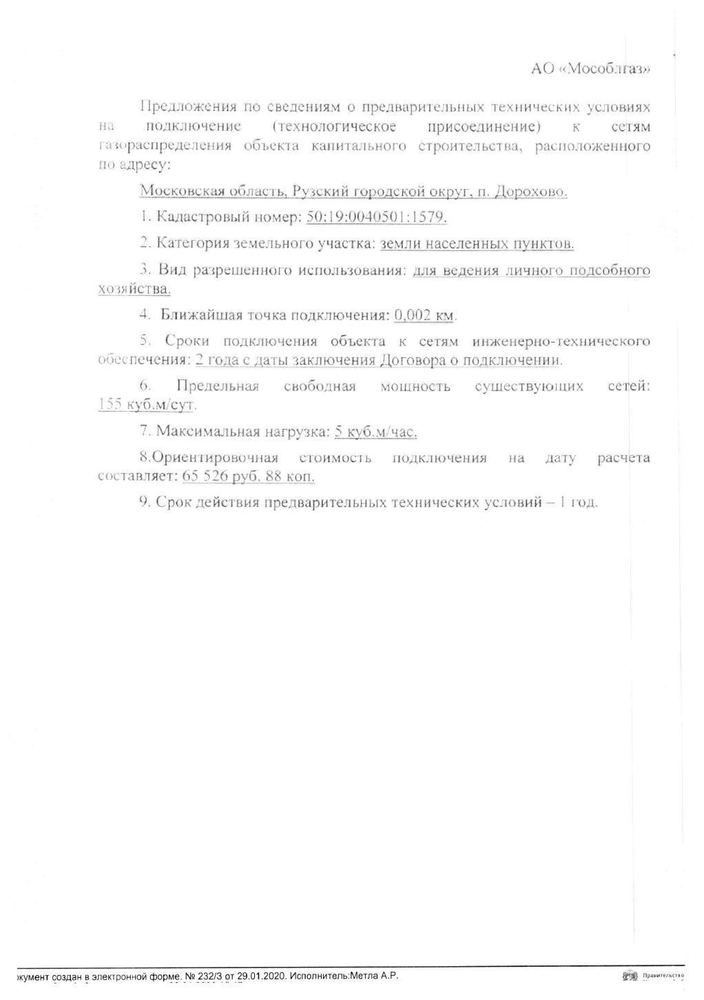 АО «Мособлгаз»
Предложения по сведениям о предварительных технических условиях
на подключение (технологическое присоединение) к сетям
газораспределения объекта капитального строительства, расположенного
по адресу:
Московская область, Рузский городской округ, п. Дорохово.
1. Кадастровый номер: 50:19:0040501:1579.
2. Категория земельного участка: земли населенных пунктов.
3. Вид разрешенного использования: для ведения личного подсобного
хозяйства.
4. Ближайшая точка подключения: 0,002 км.
5. Сроки подключения объекта к сетям инженерно-технического
обеспечения: 2 года с даты заключения Договора о подключении.
6. Предельная свободная мощность существующих сетей:
155 куб.м/сут.
7. Максимальная нагрузка: 5 куб.м/час.
8.Ориентировочная стоимость подключения на дату расчета
составляет: 65 526 руб. 88 коп.
9. Срок действия предварительных технических условий – 1 год.
окумент создан в электронной форме. № 232/3 от 29.01.2020. Исполнитель:Метла А.Р.
Правительство